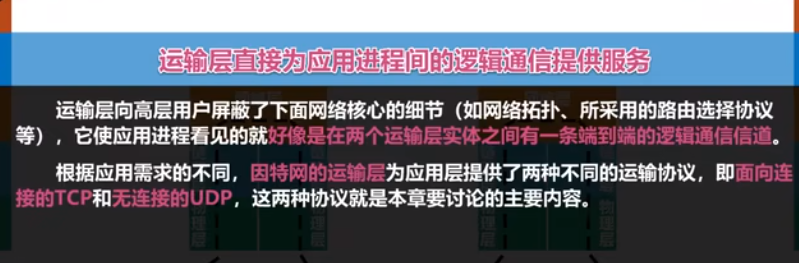 运输层直接为应用进程间的逻辑通信提供服务
运输层向高层用户屏蔽了下面网络核心的细节（如网络拓扑、所采用的路由选择协议
等），它使应用进程看见的就好像是在两个运输层实体之间有一条端到端的逻辑通信信道。
根据应用需求的不同，因特网的运输层为应用层提供了两种不同的运输协议，即面向连
接的TCP和无连接的UDP，这两种协议就是本章要讨论的主要内容。
物理层
物理层